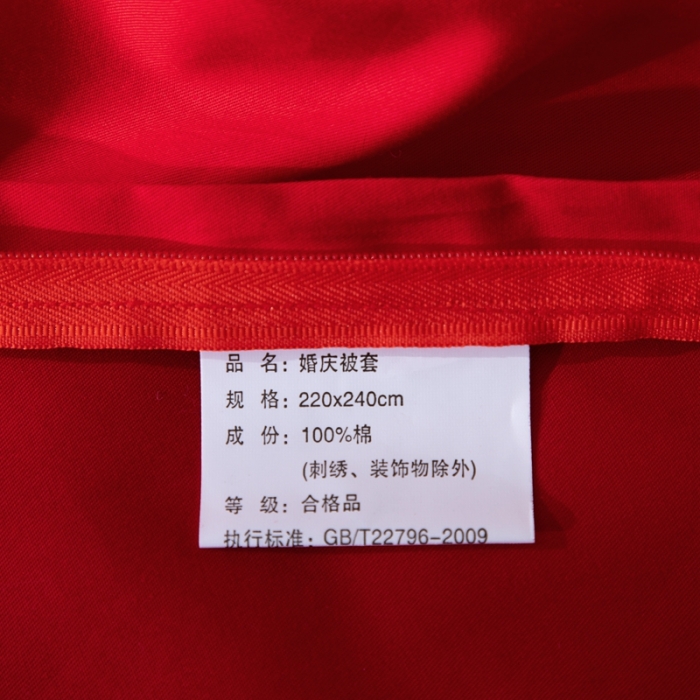 品 名：婚庆被套
规 格：220x240cm
成 份：100%棉
(刺绣、装饰物除外)
等 级：合格品
执行标准：GB/T22796-2009